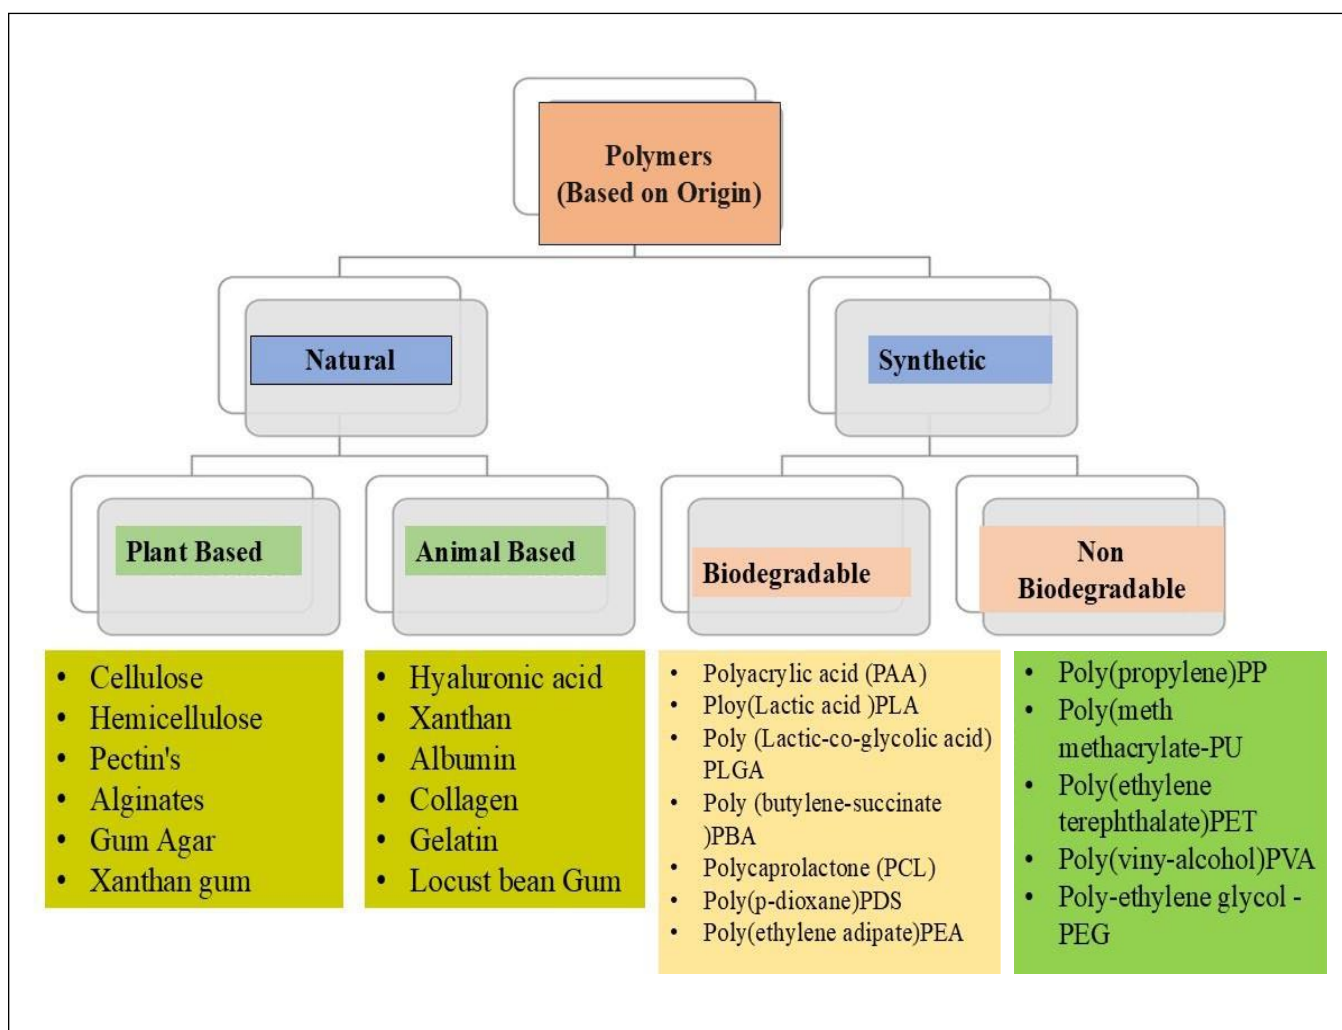 Polymers
(Based on Origin)
Natural
Synthetic
Plant Based
Animal Based
Biodegradable
Non
Biodegradable
• Cellulose
• Hemicellulose
• Pectin's
• Alginates
• Gum Agar
• Xanthan gum
• Hyaluronic acid
• Xanthan
• Albumin
• Collagen
• Gelatin
• Locust bean Gum
• Polyacrylic acid (PAA)
• Ploy(Lactic acid )PLA
• Poly (Lactic-co-glycolic acid)
PLGA
• Poly (butylene-succinate
)PBA
• Polycaprolactone (PCL)
• Poly(p-dioxane)PDS
• Poly(ethylene adipate)PEA
• Poly(propylene)PP
• Poly(meth
methacrylate-PU
• Poly(ethylene
terephthalate)PET
• Poly(viny-alcohol)PVA
• Poly-ethylene glycol -
PEG